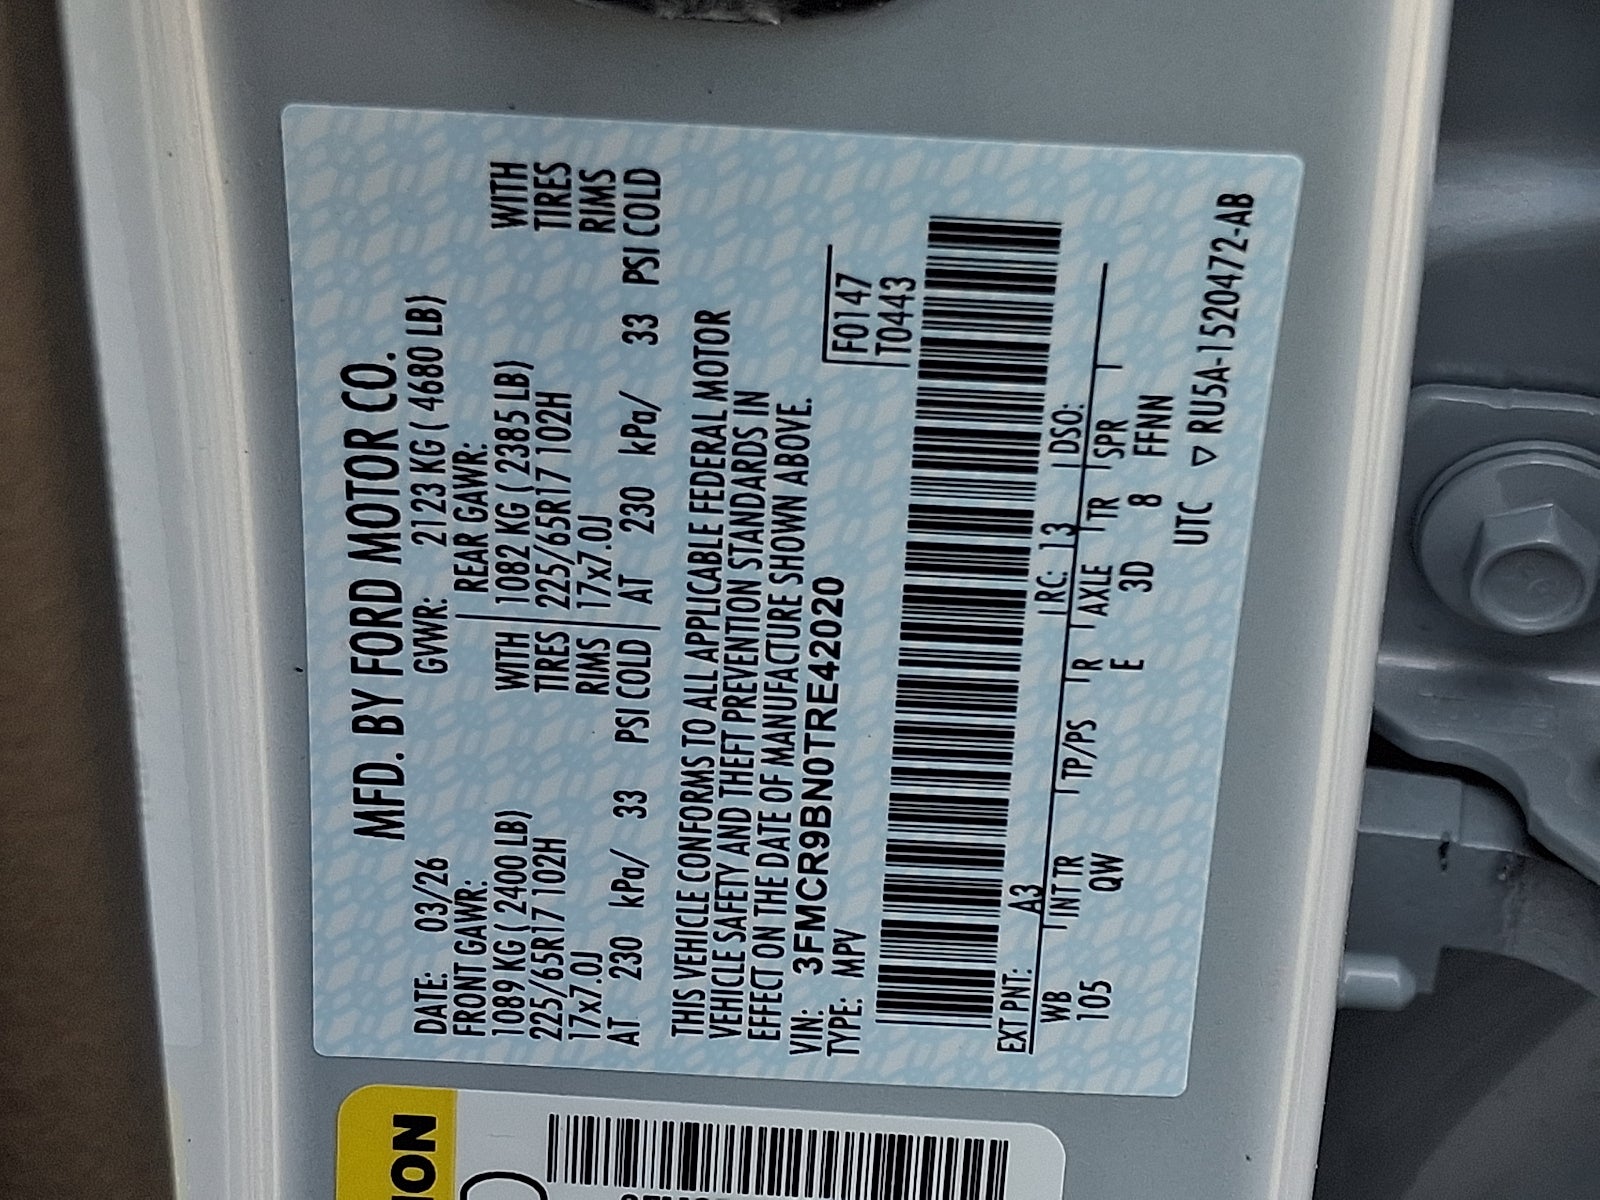 MFD. BY FORD MOTOR CO.
DATE: 03/26 GVWR: 2123 KG ( 4680 LB)
FRONT GAWR: REAR GAWR:
1089 KG ( 2400 LB) WITH 1082 KG ( 2385 LB) WITH
225/65R17 102H TIRES 225/65R17 102H TIRES
17x7.0J RIMS 17x7.0J RIMS
AT 230 kPa/ 33 PSI COLD AT 230 kPa/ 33 PSI COLD
THIS VEHICLE CONFORMS TO ALL APPLICABLE FEDERAL MOTOR
VEHICLE SAFETY AND THEFT PREVENTION STANDARDS IN
EFFECT ON THE DATE OF MANUFACTURE SHOWN ABOVE.
VIN: 3FMCR9BN0TRE42020 F0147
TYPE: MPV T0443
EXT PNT: A3 RC: 13 DSO:
WB INT TR TP/PS R AXLE TR SPR
105 QW E 3D 8 FFNN
UTC ▽ RU5A-1520472-AB